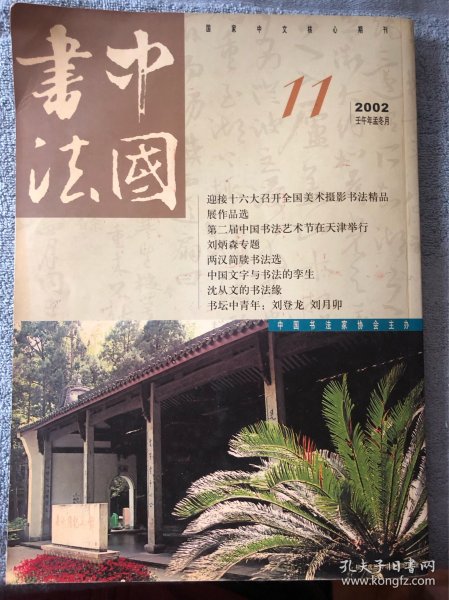 国家中文核心期刊
中國
書法
11
2002
壬午年孟冬月
迎接十六大召开全国美术摄影书法精品
展作品选
第二届中国书法艺术节在天津举行
刘炳森专题
两汉简牍书法选
中国文字与书法的孪生
沈从文的书法缘
书坛中青年：刘登龙 刘月卯
中国书法家协会主办
孔夫子旧书网
www.kongfz.com